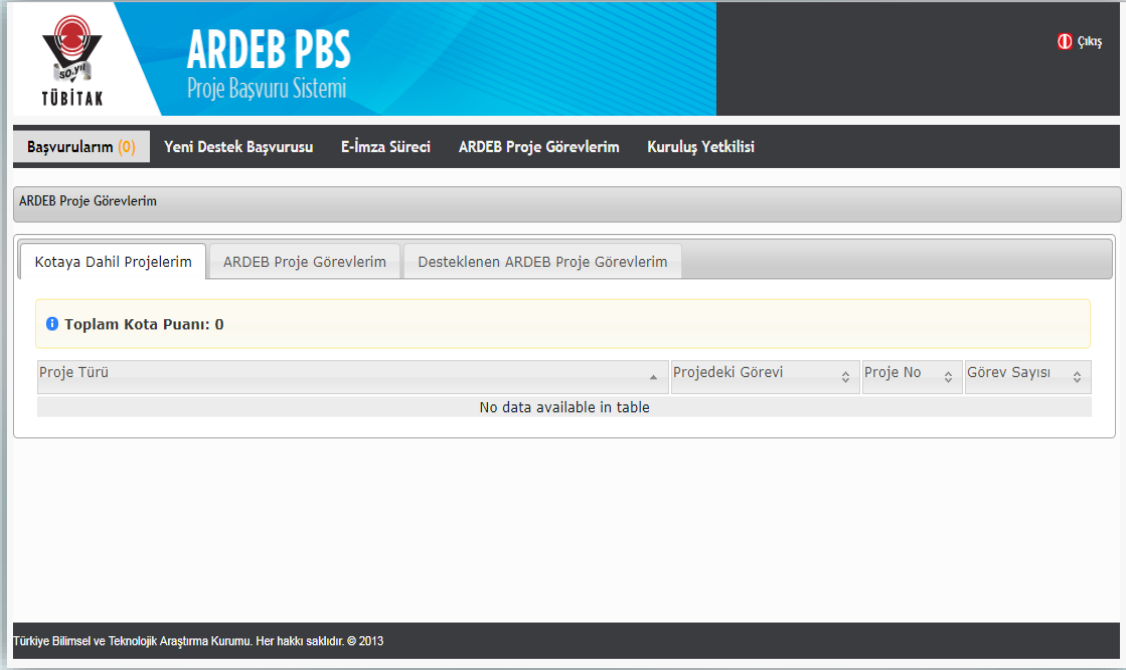 50.yıl
TÜBİTAK
ARDEB PBS
Proje Başvuru Sistemi
Çıkış
Başvurularım (0) Yeni Destek Başvurusu E-İmza Süreci ARDEB Proje Görevlerim Kuruluş Yetkilisi
ARDEB Proje Görevlerim
Kotaya Dahil Projelerim ARDEB Proje Görevlerim Desteklenen ARDEB Proje Görevlerim
Toplam Kota Puanı: 0
Proje Türü Projedeki Görevi Proje No Görev Sayısı
No data available in table
Türkiye Bilimsel ve Teknolojik Araştırma Kurumu. Her hakkı saklıdır. © 2013